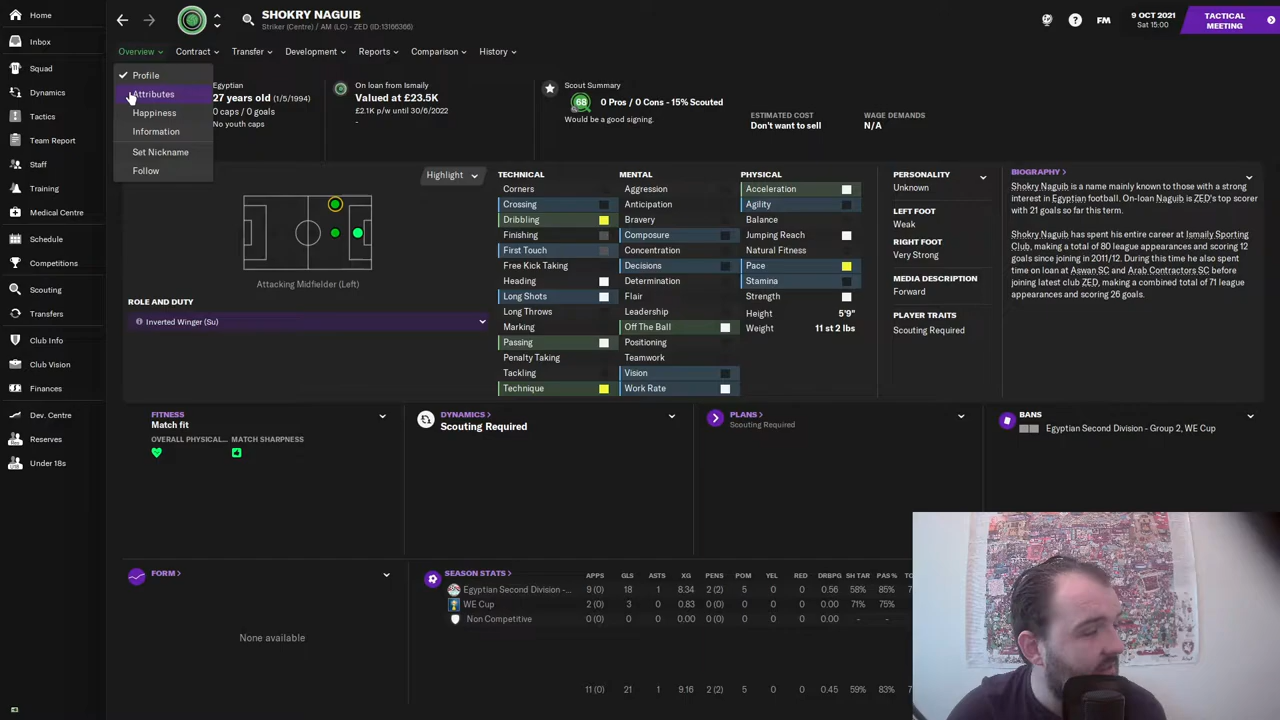 Home
Inbox
Squad
Dynamics
Tactics
Team Report
Staff
Training
Medical Centre
Schedule
Competitions
Scouting
Transfers
Club Info
Club Vision
Finances
Dev. Centre
Reserves
Under 18s
SHOKRY NAGUIB
Striker (Centre) / AM (LC) - ZED (ID:13166366)
FM
9 OCT 2021
Sat 15:00
TACTICAL MEETING
Overview
Contract
Transfer
Development
Reports
Comparison
History
Profile
Attributes
Happiness
Information
Set Nickname
Follow
Egyptian
27 years old (1/5/1994)
0 caps / 0 goals
No youth caps
On loan from Ismaily
Valued at £23.5K
£2.1K p/w until 30/6/2022
-
Scout Summary
68
0 Pros / 0 Cons - 15% Scouted
Would be a good signing.
ESTIMATED COST
Don't want to sell
WAGE DEMANDS
N/A
Highlight
Attacking Midfielder (Left)
ROLE AND DUTY
Inverted Winger (Su)
TECHNICAL
Corners
Crossing
Dribbling
Finishing
First Touch
Free Kick Taking
Heading
Long Shots
Long Throws
Marking
Passing
Penalty Taking
Tackling
Technique
MENTAL
Aggression
Anticipation
Bravery
Composure
Concentration
Decisions
Determination
Flair
Leadership
Off The Ball
Positioning
Teamwork
Vision
Work Rate
PHYSICAL
Acceleration
Agility
Balance
Jumping Reach
Natural Fitness
Pace
Stamina
Strength
Height 5'9"
Weight 11 st 2 lbs
PERSONALITY
Unknown
LEFT FOOT
Weak
RIGHT FOOT
Very Strong
MEDIA DESCRIPTION
Forward
PLAYER TRAITS
Scouting Required
BIOGRAPHY >
Shokry Naguib is a name mainly known to those with a strong
interest in Egyptian football. On-loan Naguib is ZED's top scorer
with 21 goals so far this term.
Shokry Naguib has spent his entire career at Ismaily Sporting
Club, making a total of 80 league appearances and scoring 12
goals since joining in 2011/12. During this time he also spent
time on loan at Aswan SC and Arab Contractors SC before
joining latest club ZED, making a combined total of 71 league
appearances and scoring 26 goals.
FITNESS
Match fit
OVERALL PHYSICAL... MATCH SHARPNESS
DYNAMICS >
Scouting Required
PLANS >
Scouting Required
BANS
Egyptian Second Division - Group 2, WE Cup
FORM >
None available
SEASON STATS > APPS GLS ASTS XG PENS POM YEL RED DRBPG SH TAR PAS%
Egyptian Second Division -... 9 (0) 18 1 8.34 2 (2) 5 0 0 0.56 58% 85%
WE Cup 2 (0) 3 0 0.83 0 (0) 0 0 0 0.00 71% 75%
Non Competitive 0 (0) 0 0 0.00 0 (0) 0 0 0 0.00 - -
11 (0) 21 1 9.16 2 (2) 5 0 0 0.45 59% 83%